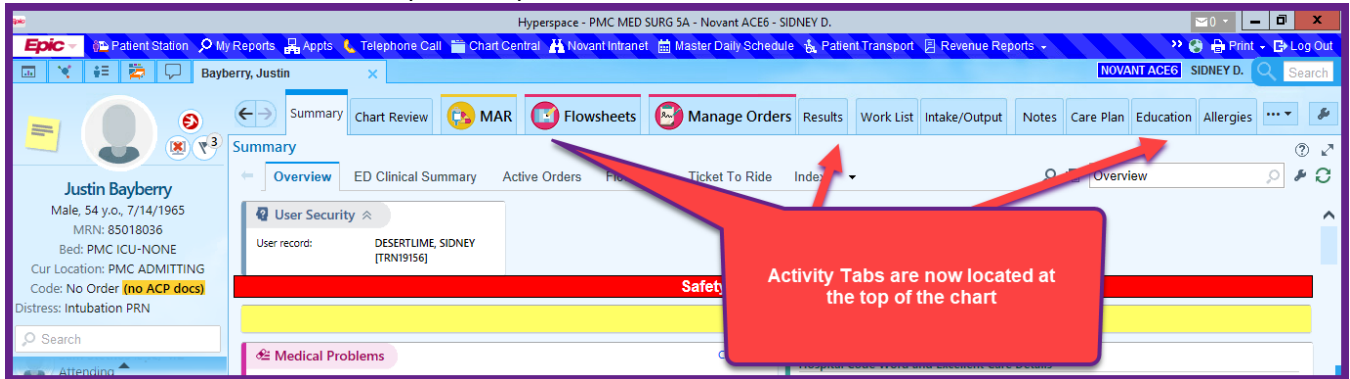 Hyperspace - PMC MED SURG 5A - Novant ACE6 - SIDNEY D.
0
Epic Patient Station My Reports Appts Telephone Call Chart Central Novant Intranet Master Daily Schedule Patient Transport Revenue Reports Print Log Out
Bayberry, Justin NOVANT ACE6 SIDNEY D. Search
Summary Chart Review MAR Flowsheets Manage Orders Results Work List Intake/Output Notes Care Plan Education Allergies
3
Summary
Overview ED Clinical Summary Active Orders Ticket To Ride Index Overview
Justin Bayberry
Male, 54 y.o., 7/14/1965
MRN: 85018036
Bed: PMC ICU-NONE
Cur Location: PMC ADMITTING
Code: No Order (no ACP docs)
Distress: Intubation PRN
Search
Attending
User Security
User record: DESERTLIME, SIDNEY
[TRN19156]
Safety
Medical Problems
Activity Tabs are now located at
the top of the chart